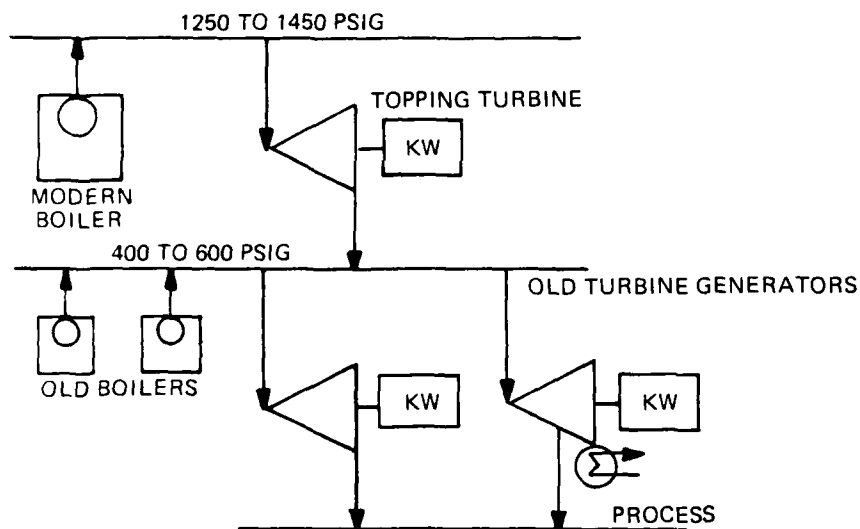 1250 TO 1450 PSIG
TOPPING TURBINE
KW
MODERN
BOILER
400 TO 600 PSIG
OLD TURBINE GENERATORS
OLD BOILERS
KW
KW
PROCESS